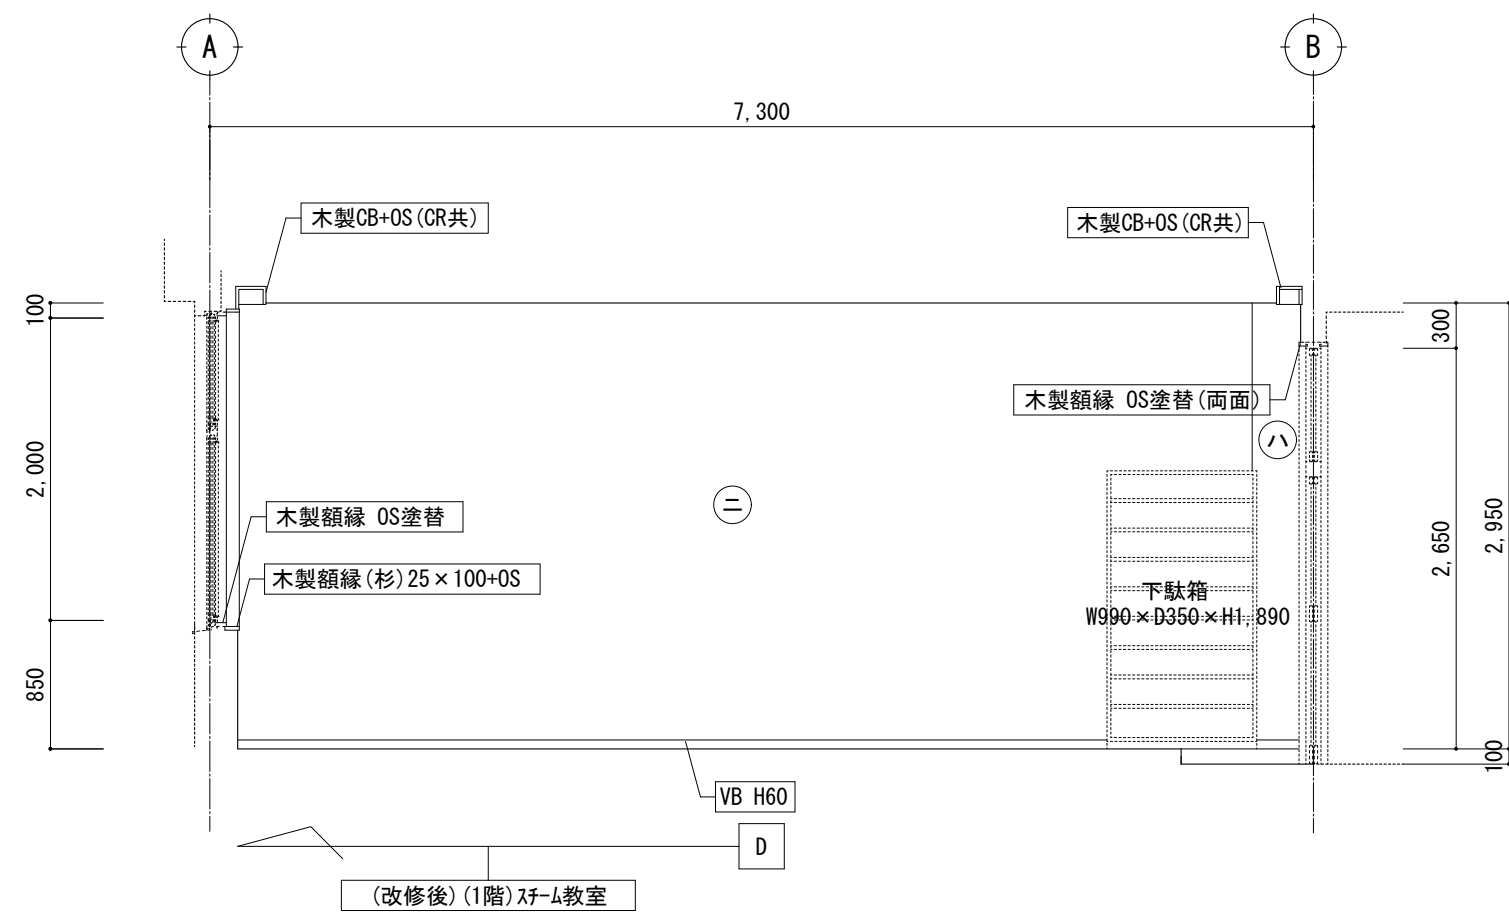 A
B
7,300
木製CB+OS(CR共)
木製CB+OS(CR共)
100
300
木製額縁 OS塗替(両面)
ハ
2,000
ニ
木製額縁 OS塗替
2,650
2,950
木製額縁(杉)25×100+OS
下駄箱
W990×D350×H1,890
850
100
VB H60
D
(改修後)(1階)スチーム教室